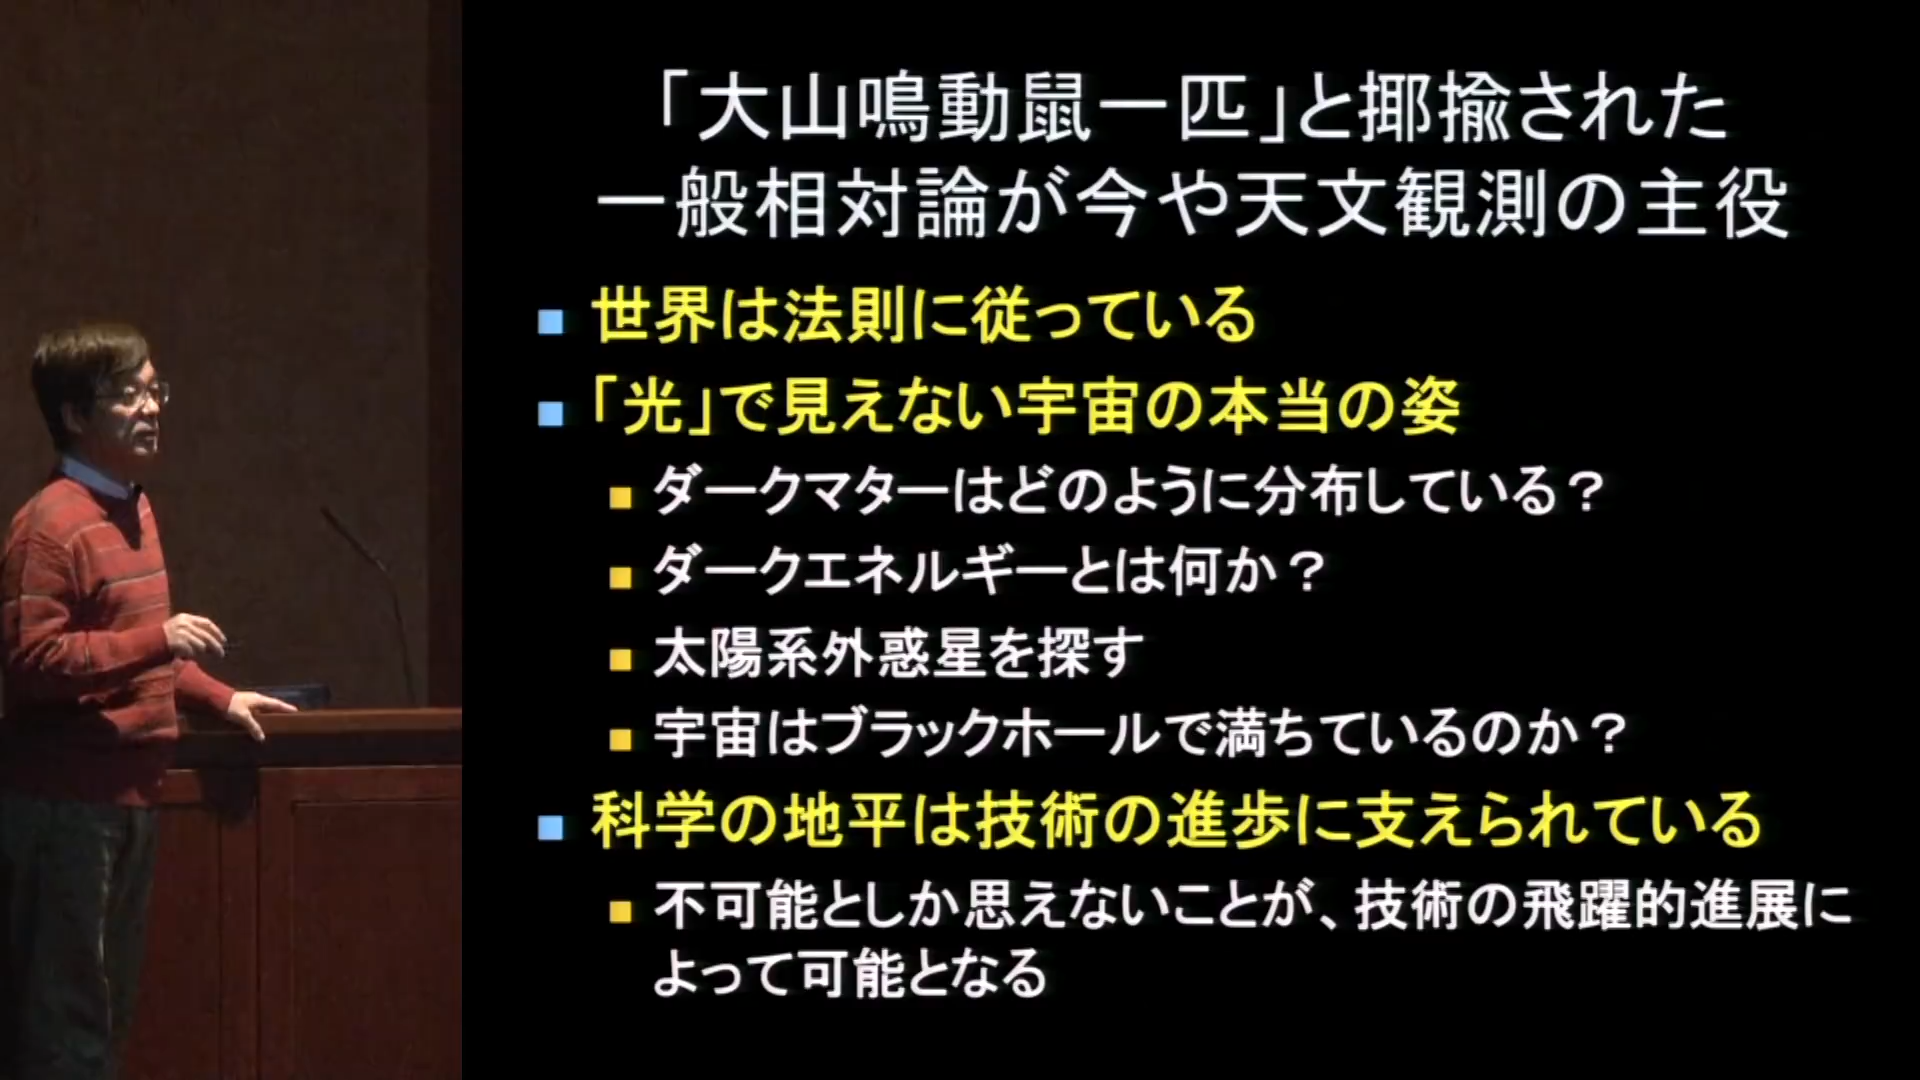 「大山鳴動鼠一匹」と揶揄された
一般相対論が今や天文観測の主役
世界は法則に従っている
「光」で見えない宇宙の本当の姿
ダークマターはどのように分布している？
ダークエネルギーとは何か？
太陽系外惑星を探す
宇宙はブラックホールで満ちているのか？
科学の地平は技術の進歩に支えられている
不可能としか思えないことが、技術の飛躍的進展に
よって可能となる